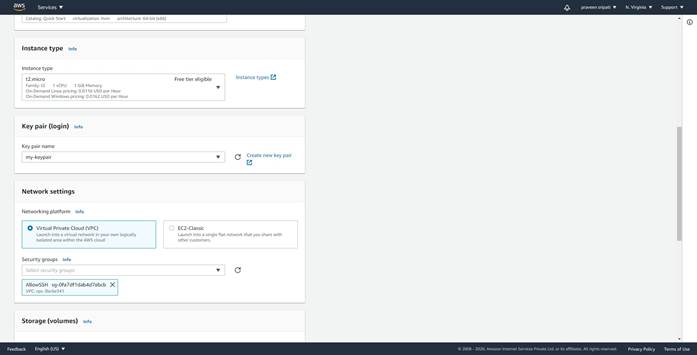 aws
Services
praveen sripati
N. Virginia
Support
Catalog: Quick Start virtualization: hvm architecture: 64-bit (x86)
Instance type Info
Instance type
t2.micro Free tier eligible
Family: t2 1 vCPU 1 GiB Memory
On-Demand Linux pricing: 0.0116 USD per Hour
On-Demand Windows pricing: 0.0162 USD per Hour
Instance types
Key pair (login) Info
Key pair name
my-keypair
Create new key pair
Network settings
Networking platform Info
Virtual Private Cloud (VPC)
Launch into a virtual network in your own logically
isolated area within the AWS cloud
EC2-Classic
Launch into a single flat network that you share with
other customers.
Security groups Info
Select security groups
AllowSSH sg-0fa7df1dab4d7ebcb
Storage (volumes) Info
Feedback
English (US)
© 2008 - 2020, Amazon Internet Services Private Ltd. or its affiliates. All rights reserved.
Privacy Policy
Terms of Use